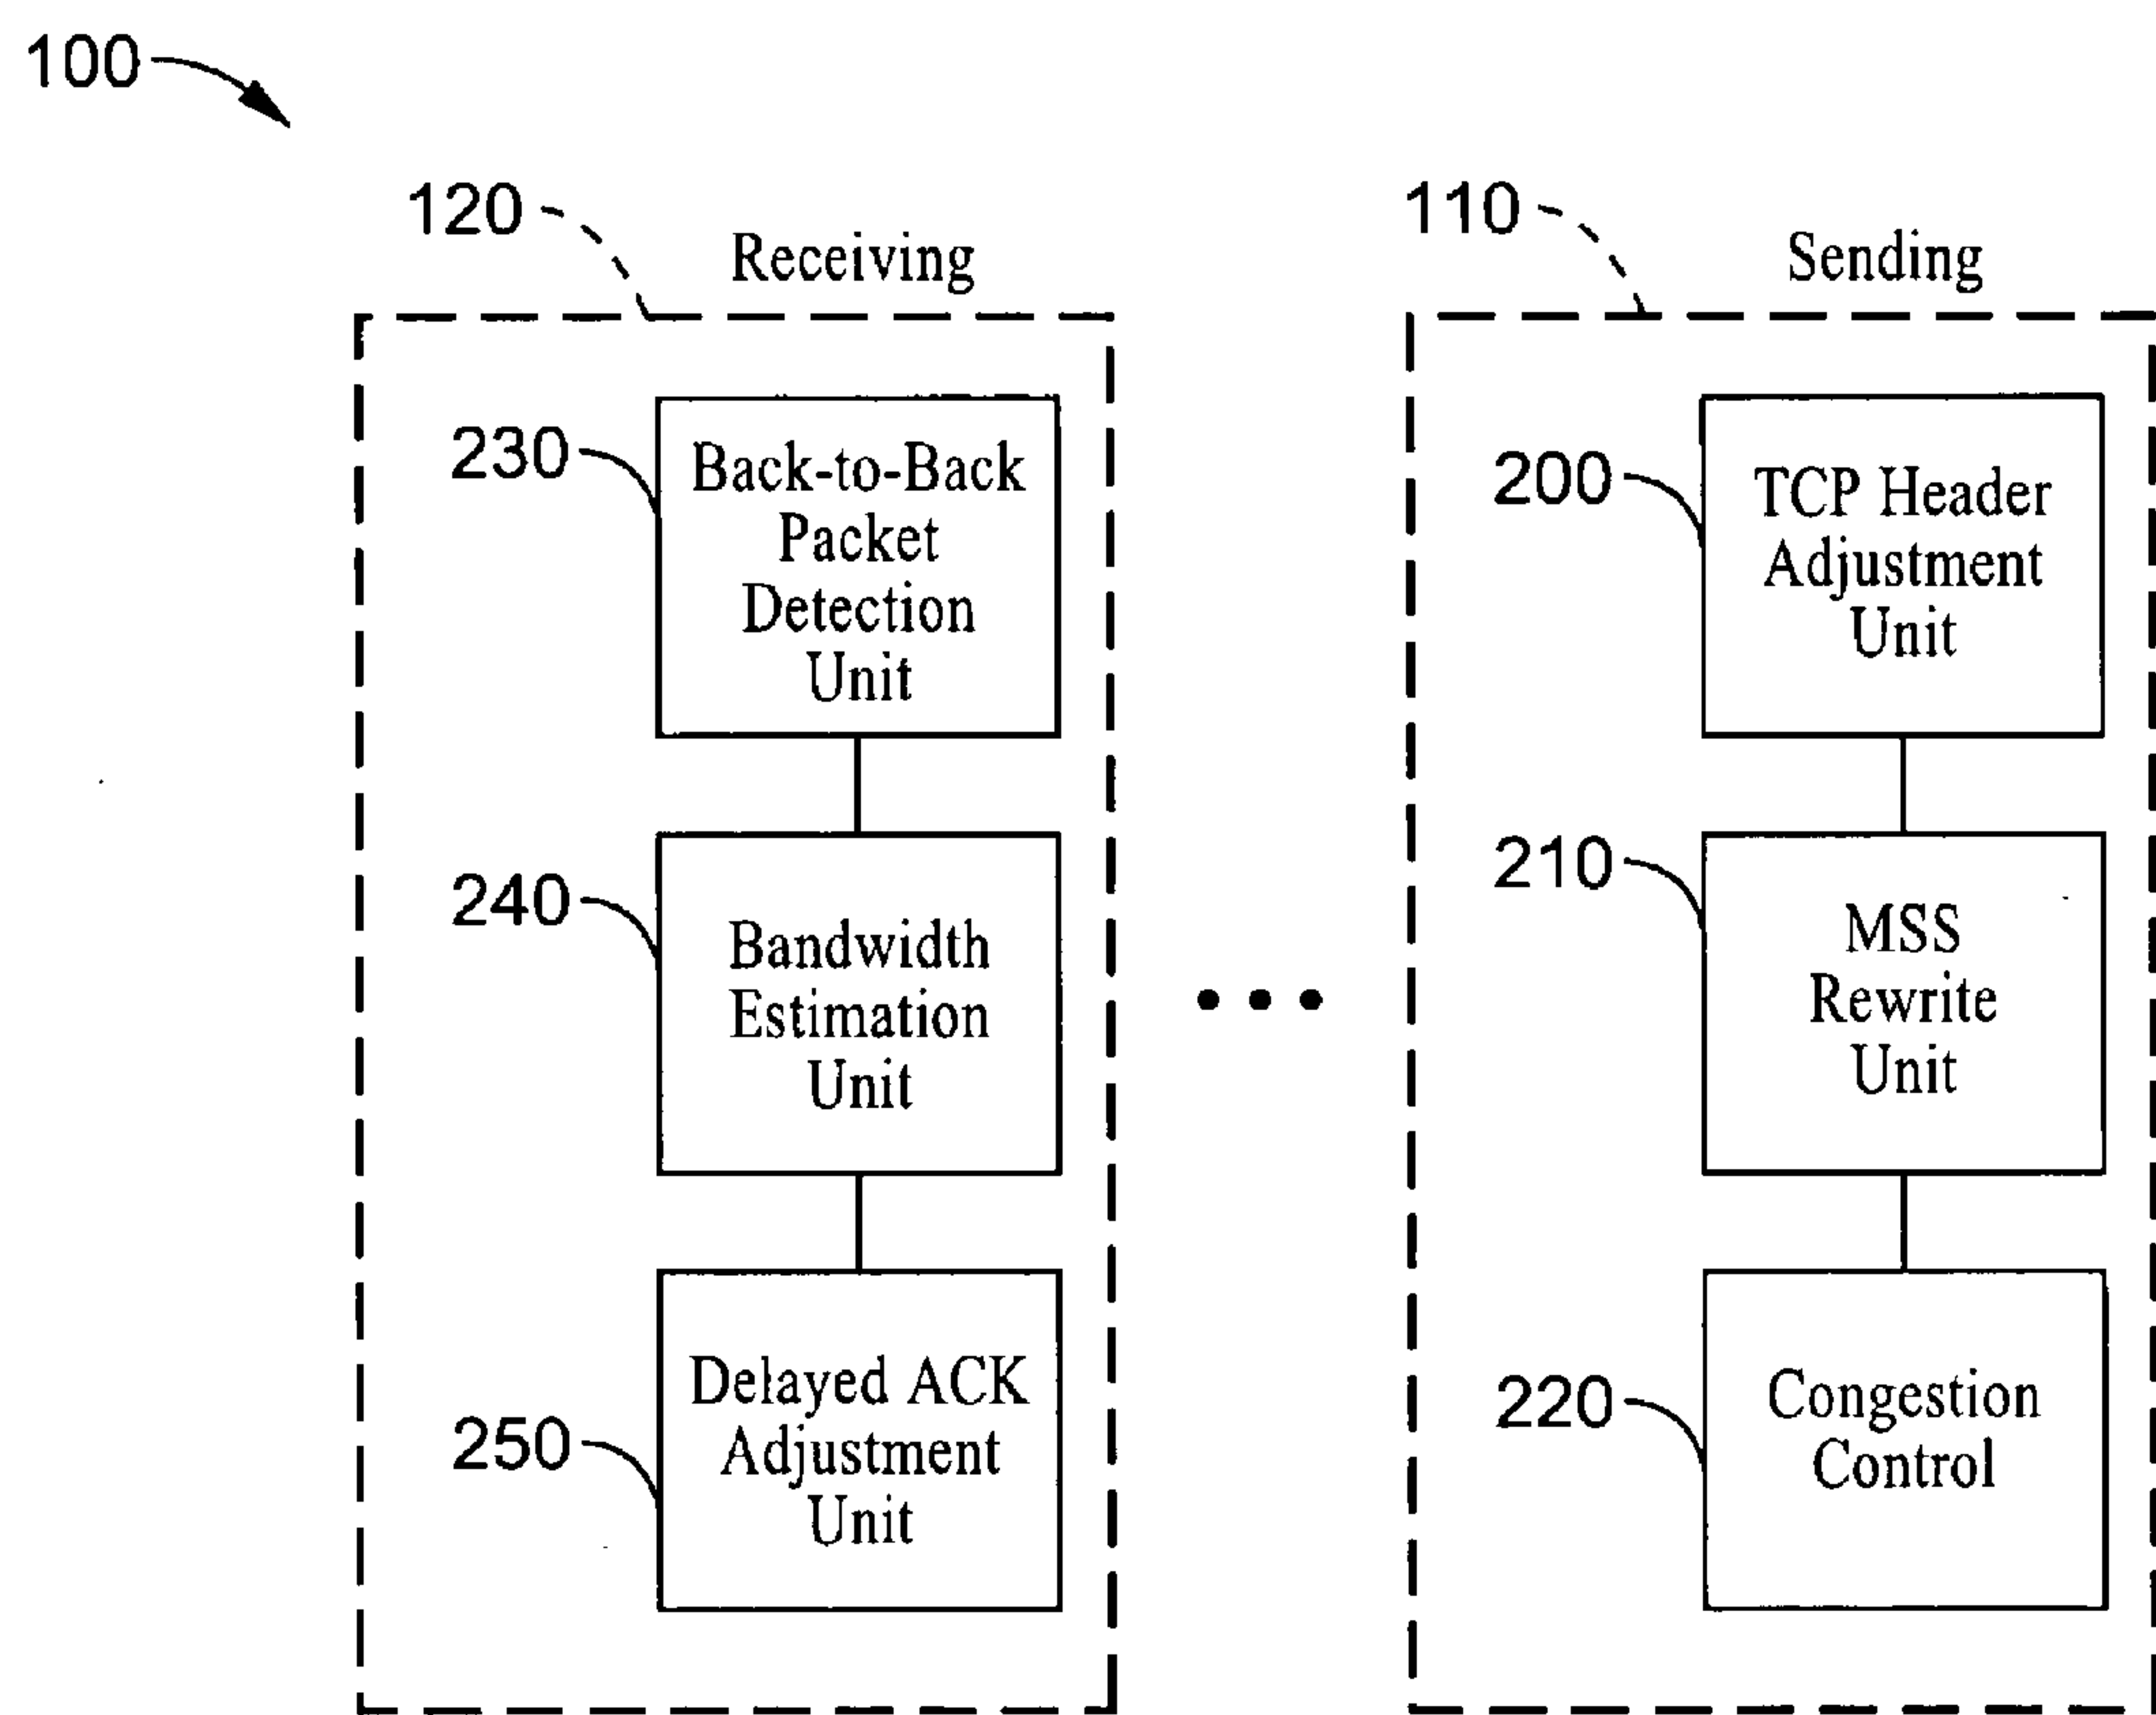 100
120
Receiving
230
Back-to-Back
Packet
Detection
Unit
240
Bandwidth
Estimation
Unit
250
Delayed ACK
Adjustment
Unit
110
Sending
200
TCP Header
Adjustment
Unit
210
MSS
Rewrite
Unit
220
Congestion
Control